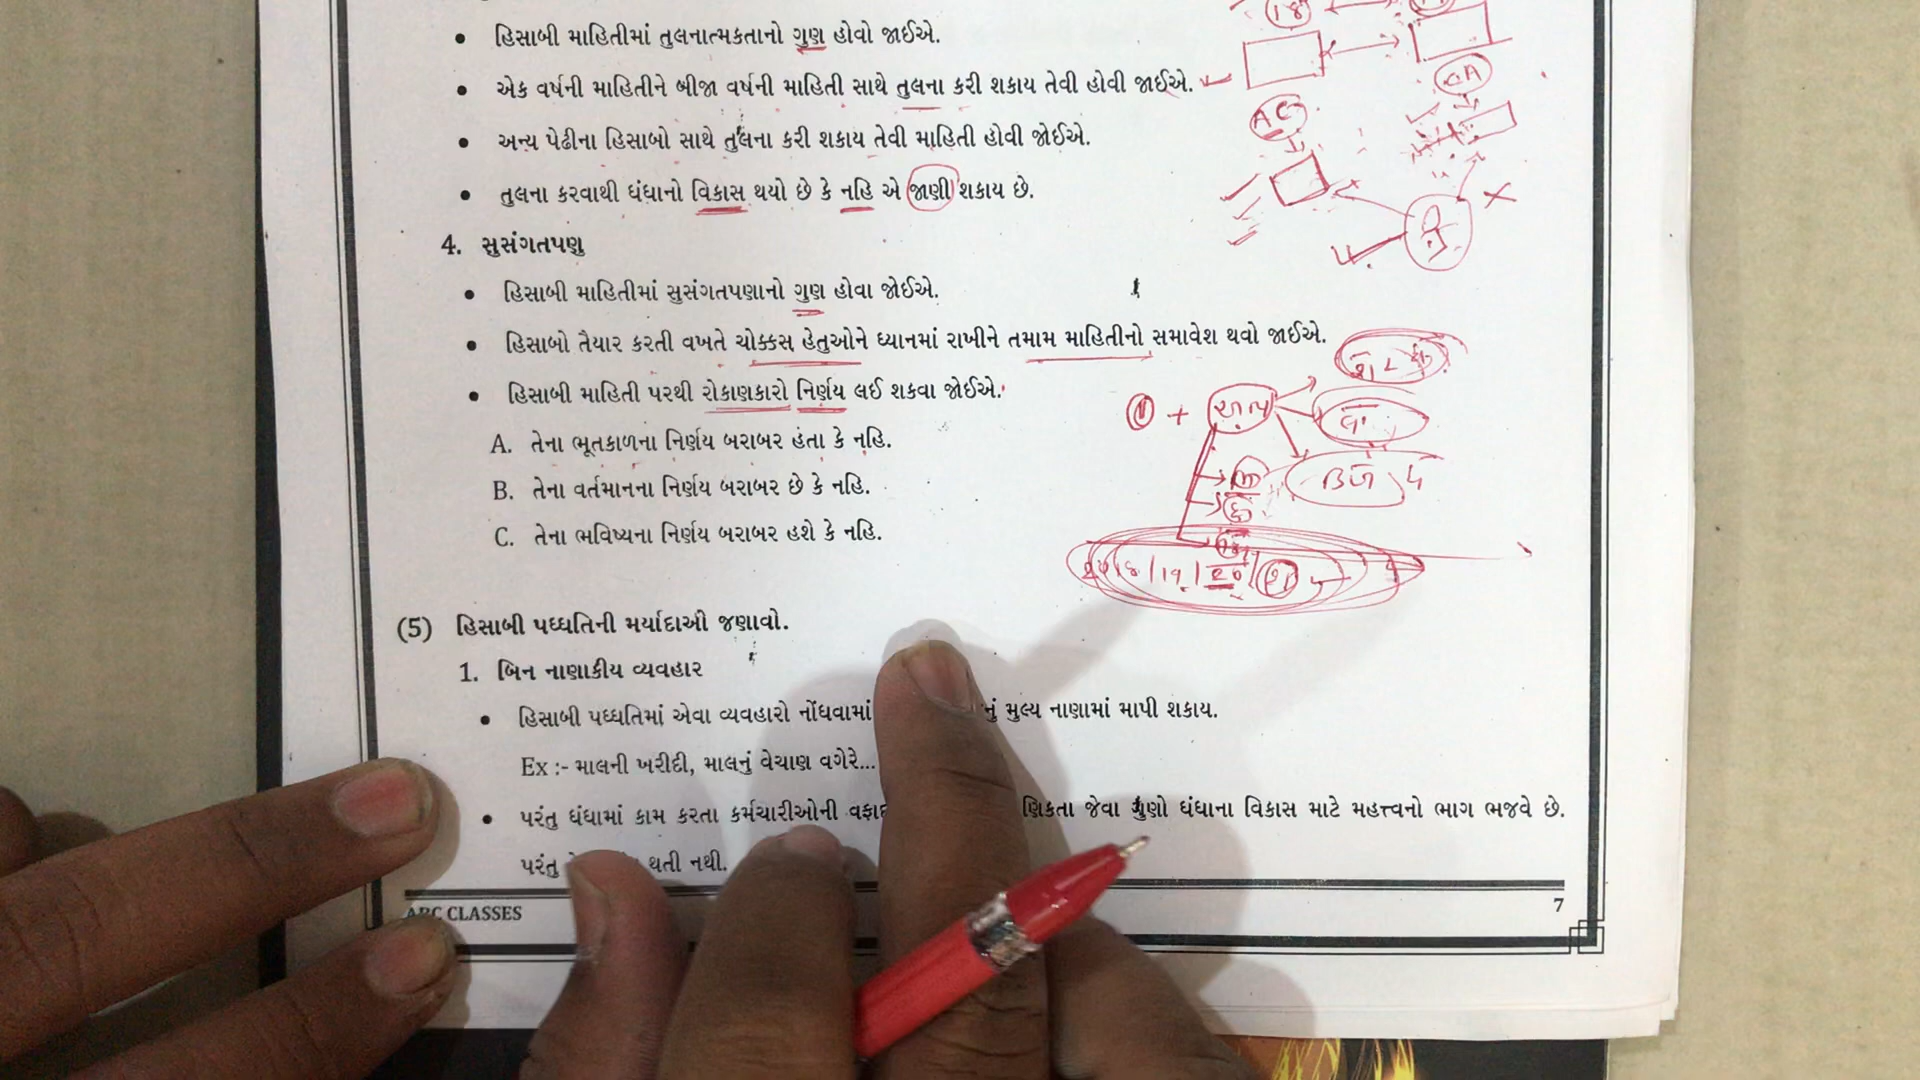 • હિસાબી માહિતીમાં તુલનાત્મકતાનો ગુણ હોવો જાઈએ.
• એક વર્ષની માહિતીને બીજા વર્ષની માહિતી સાથે તુલના કરી શકાય તેવી હોવી જાઈએ.
• અન્ય પેઢીના હિસાબો સાથે તુલના કરી શકાય તેવી માહિતી હોવી જોઈએ.
• તુલના કરવાથી ધંધાનો વિકાસ થયો છે કે નહિ એ જાણી શકાય છે.
4. સુસંગતપણુ
• હિસાબી માહિતીમાં સુસંગતપણાનો ગુણ હોવા જોઈએ.
• હિસાબો તૈયાર કરતી વખતે ચોક્કસ હેતુઓને ધ્યાનમાં રાખીને તમામ માહિતીનો સમાવેશ થવો જાઈએ.
• હિસાબી માહિતી પરથી રોકાણકારો નિર્ણય લઈ શકવા જોઈએ.
A. તેના ભૂતકાળના નિર્ણય બરાબર હતા કે નહિ.
B. તેના વર્તમાનના નિર્ણય બરાબર છે કે નહિ.
C. તેના ભવિષ્યના નિર્ણય બરાબર હશે કે નહિ.
(5) હિસાબી પધ્ધતિની મર્યાદાઓ જણાવો.
1. બિન નાણાકીય વ્યવહાર
• હિસાબી પધ્ધતિમાં એવા વ્યવહારો નોંધવામાં મુલ્ય નાણામાં માપી શકાય.
Ex :- માલની ખરીદી, માલનું વેચાણ વગેરે...
• પરંતુ ધંધામાં કામ કરતા કર્મચારીઓની જેવા ગુણો ધંધાના વિકાસ માટે મહત્ત્વનો ભાગ ભજવે છે.
પરંતુ થતી નથી.
CLASSES 7